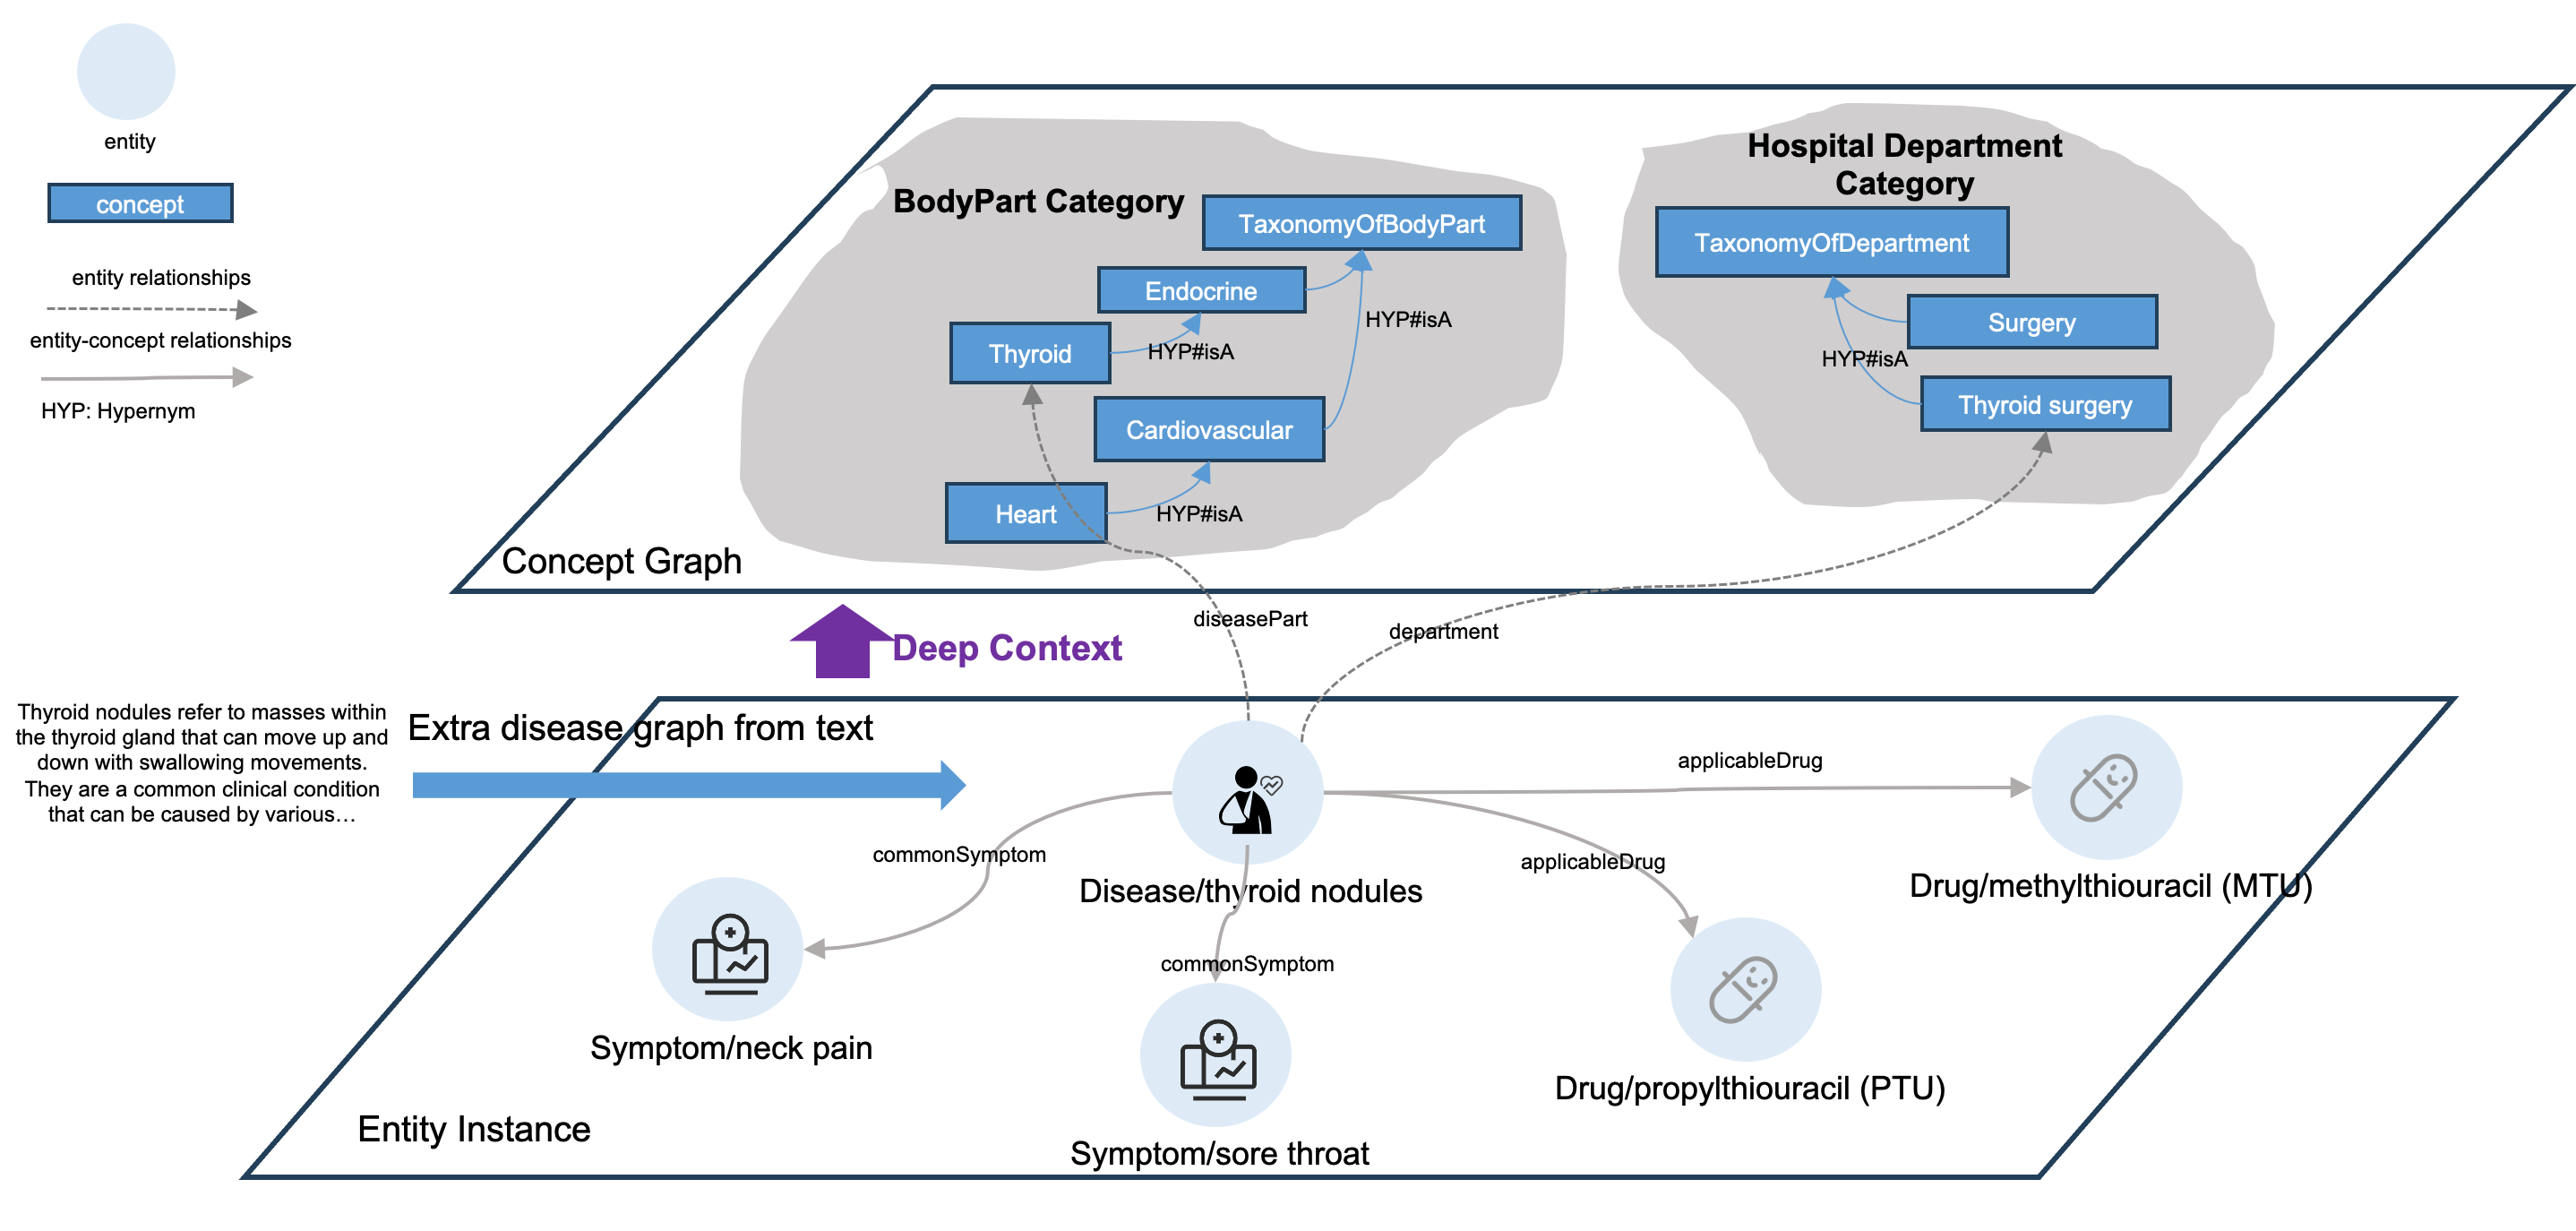 entity
concept
entity relationships
entity-concept relationships
HYP: Hypernym
BodyPart Category
TaxonomyOfBodyPart
Endocrine
HYP#isA
Thyroid
HYP#isA
Cardiovascular
Heart
HYP#isA
Hospital Department
Category
TaxonomyOfDepartment
Surgery
HYP#isA
Thyroid surgery
Concept Graph
diseasePart
department
Deep Context
Thyroid nodules refer to masses within
the thyroid gland that can move up and
down with swallowing movements.
They are a common clinical condition
that can be caused by various…
Extra disease graph from text
applicableDrug
commonSymptom
applicableDrug
Disease/thyroid nodules
Drug/methylthiouracil (MTU)
commonSymptom
Symptom/neck pain
Drug/propylthiouracil (PTU)
Entity Instance
Symptom/sore throat